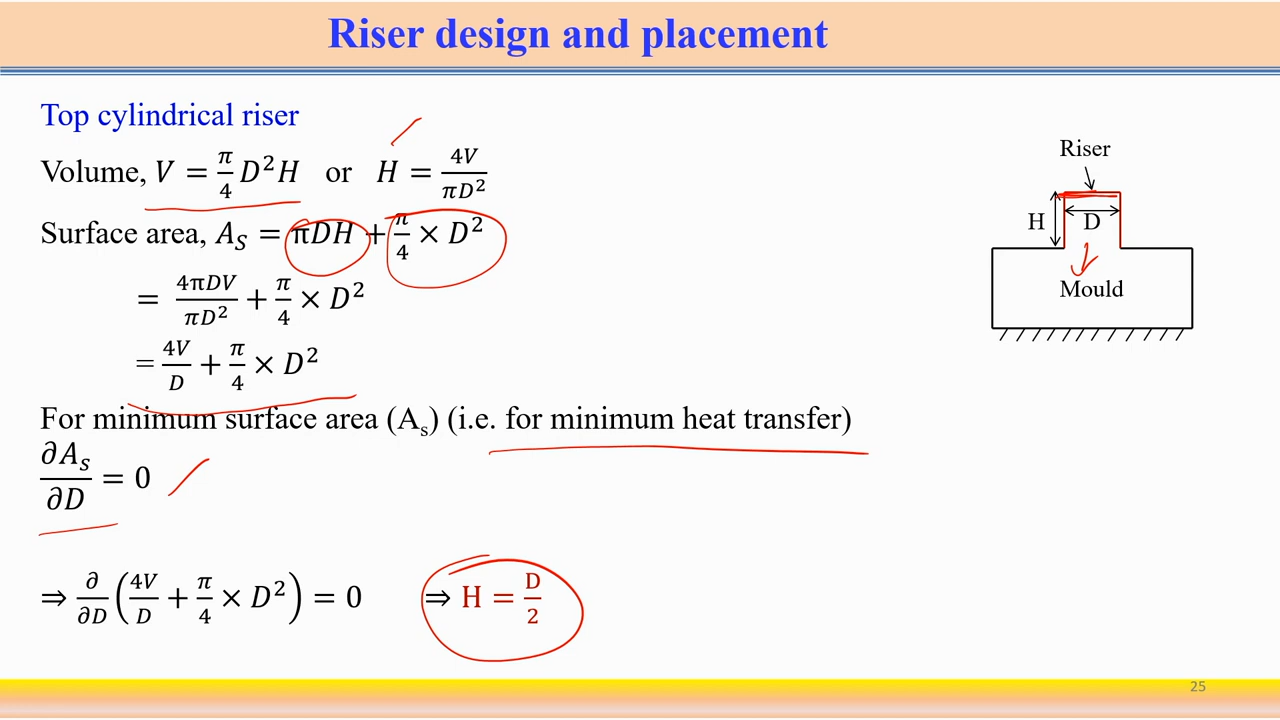 Riser design and placement
Top cylindrical riser
Volume, V = π/4 D²H or H = 4V/πD²
Surface area, A_S = πDH + π/4 × D²
= 4πDV/πD² + π/4 × D²
= 4V/D + π/4 × D²
For minimum surface area (Aₛ) (i.e. for minimum heat transfer)
∂A_s/∂D = 0
⇒ ∂/∂D (4V/D + π/4 × D²) = 0 ⇒ H = D/2
Riser
H
D
Mould
25